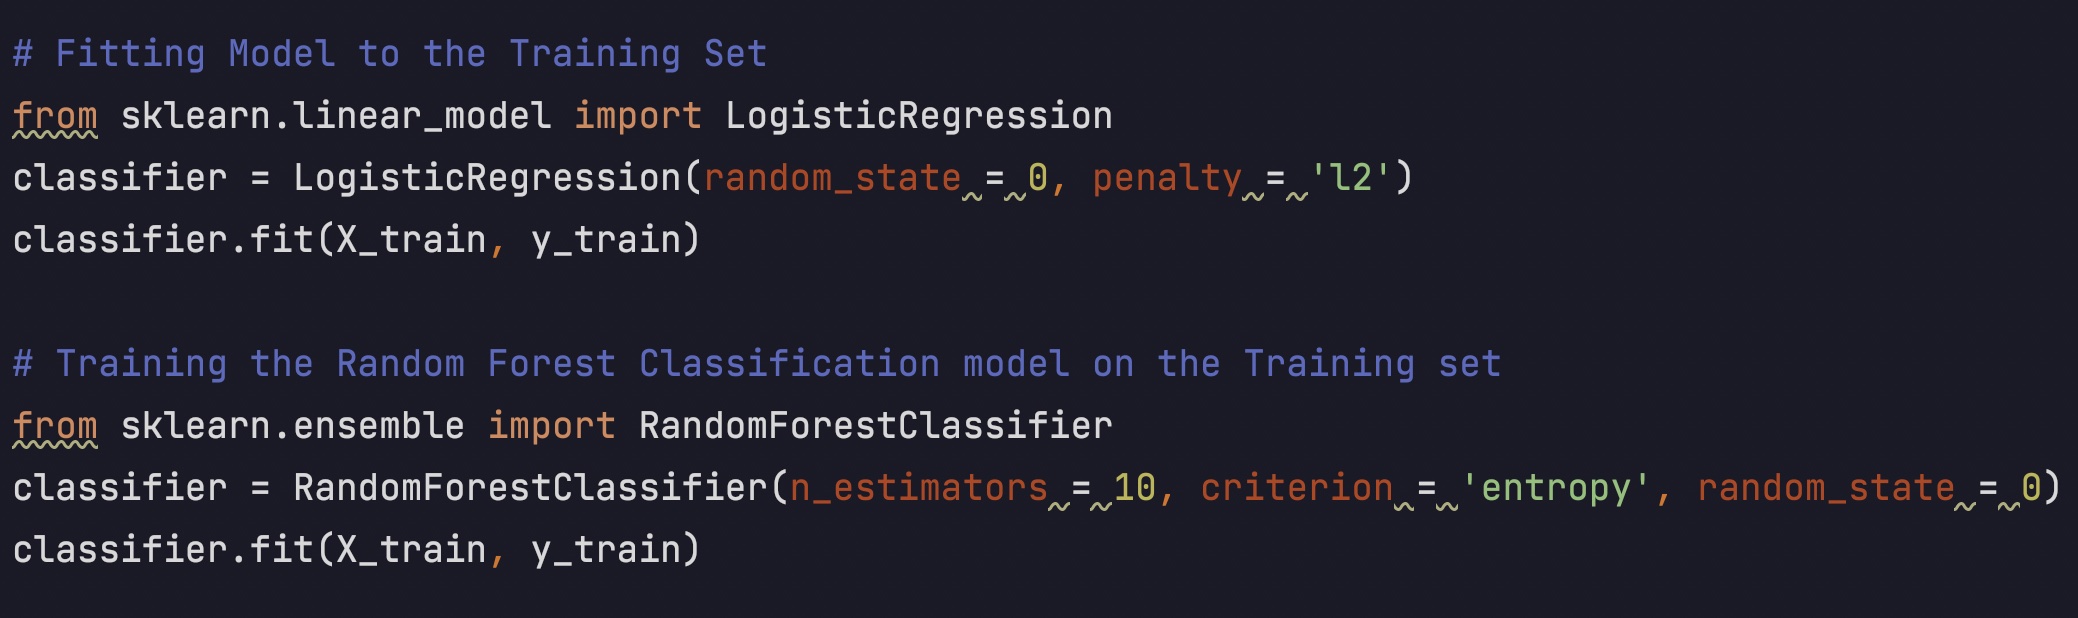 # Fitting Model to the Training Set
from sklearn.linear_model import LogisticRegression
classifier = LogisticRegression(random_state = 0, penalty = 'l2')
classifier.fit(X_train, y_train)
# Training the Random Forest Classification model on the Training set
from sklearn.ensemble import RandomForestClassifier
classifier = RandomForestClassifier(n_estimators = 10, criterion = 'entropy', random_state = 0)
classifier.fit(X_train, y_train)